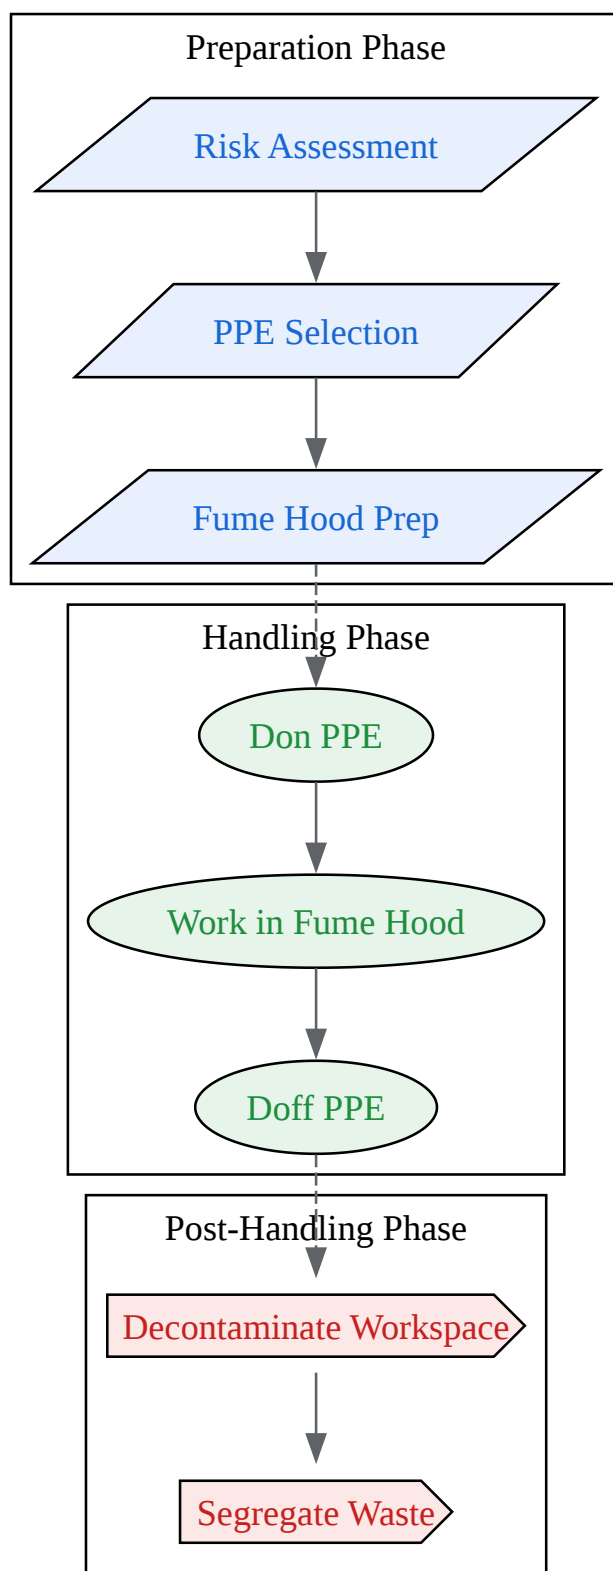 Preparation Phase
Risk Assessment
PPE Selection
Fume Hood Prep
Handling Phase
Don PPE
Work in Fume Hood
Doff PPE
Post-Handling Phase
Decontaminate Workspace
Segregate Waste